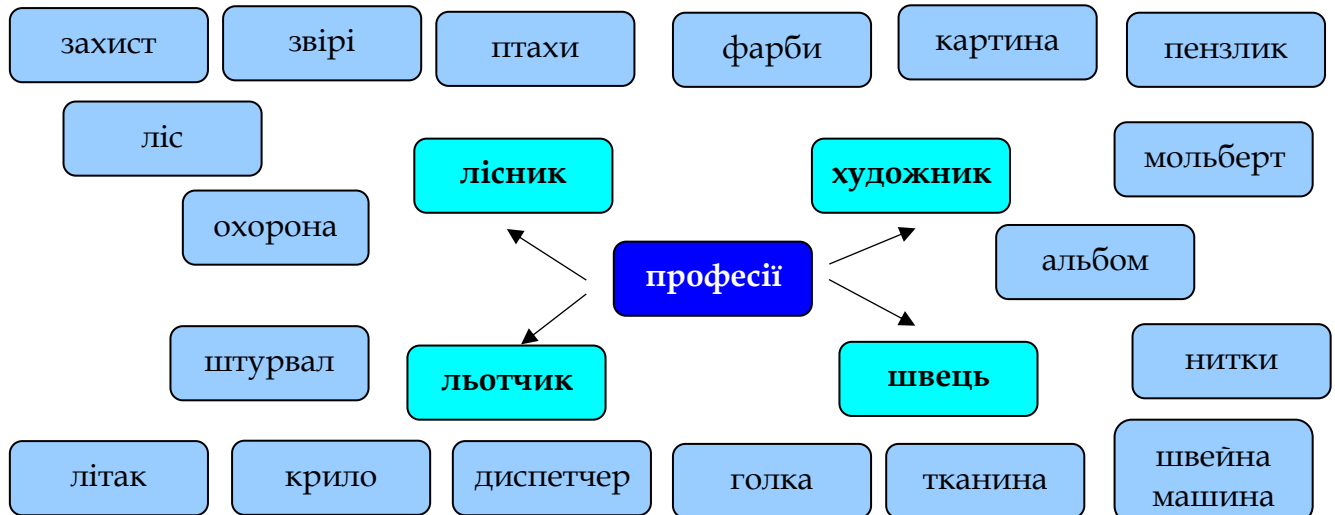 захист
звірі
птахи
фарби
картина
пензлик
ліс
лісник
художник
мольберт
охорона
альбом
професії
штурвал
льотчик
швець
нитки
літак
крило
диспетчер
голка
тканина
швейна
машина